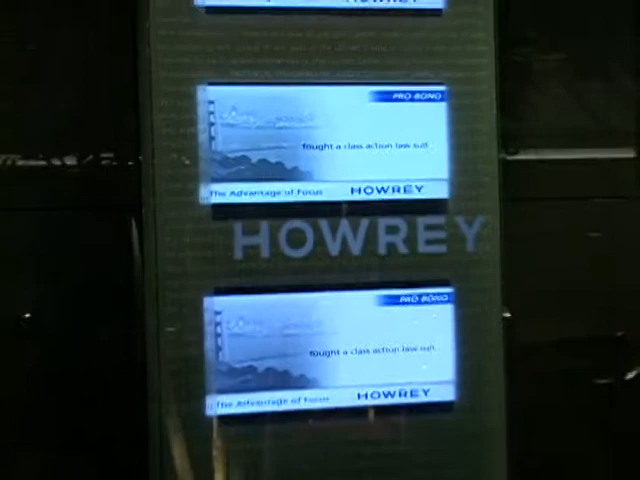 HOWREY
PRO BONO
fought a class action law suit
The Advantage of Focus HOWREY
HOWREY
PRO BONO
fought a class action law suit
The Advantage of Focus HOWREY